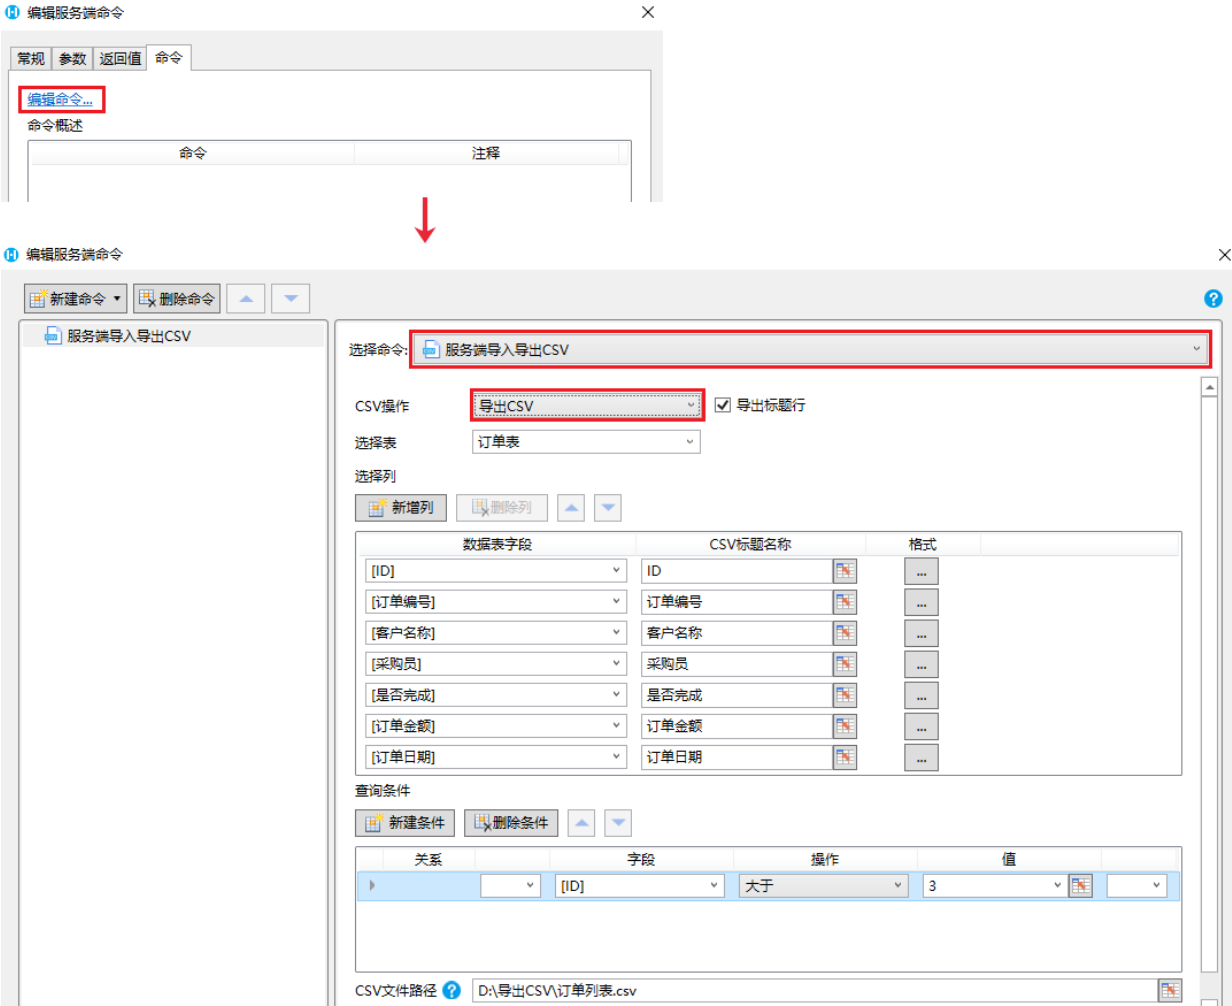 编辑服务端命令
常规 参数 返回值 命令
编辑命令...
命令概述
命令 注释
编辑服务端命令
新建命令 删除命令
服务端导入导出CSV
选择命令: 服务端导入导出CSV
CSV操作 导出CSV 导出标题行
选择表 订单表
选择列
新增列 删除列
数据表字段 CSV标题名称 格式
[ID] ID ...
[订单编号] 订单编号 ...
[客户名称] 客户名称 ...
[采购员] 采购员 ...
[是否完成] 是否完成 ...
[订单金额] 订单金额 ...
[订单日期] 订单日期 ...
查询条件
新建条件 删除条件
关系 字段 操作 值
[ID] 大于 3
CSV文件路径 ? D:\导出CSV\订单列表.csv